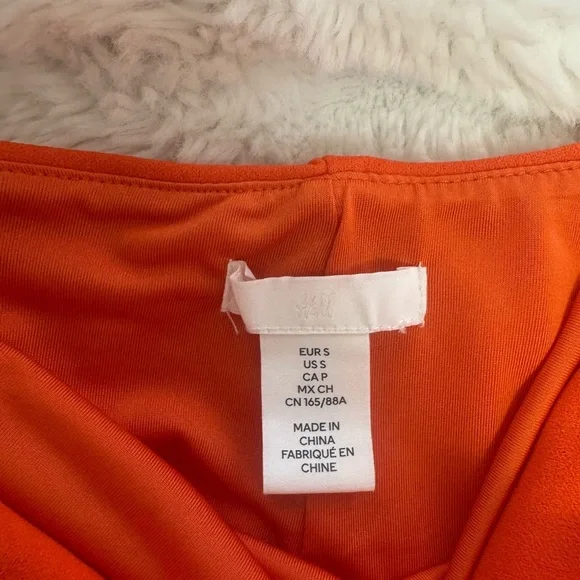 H&M
EUR S
US S
CA P
MX CH
CN 165/88A
MADE IN
CHINA
FABRIQUÉ EN
CHINE